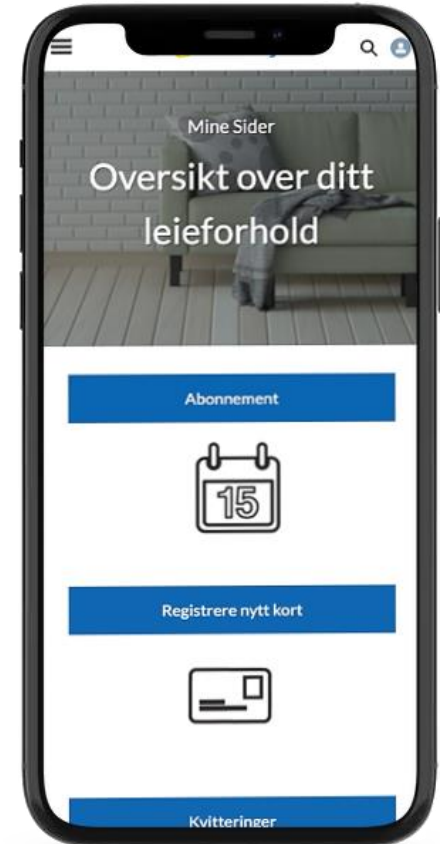 Mine Sider
Oversikt over ditt
leieforhold
Abonnement
15
Registrere nytt kort
Kvitteringer